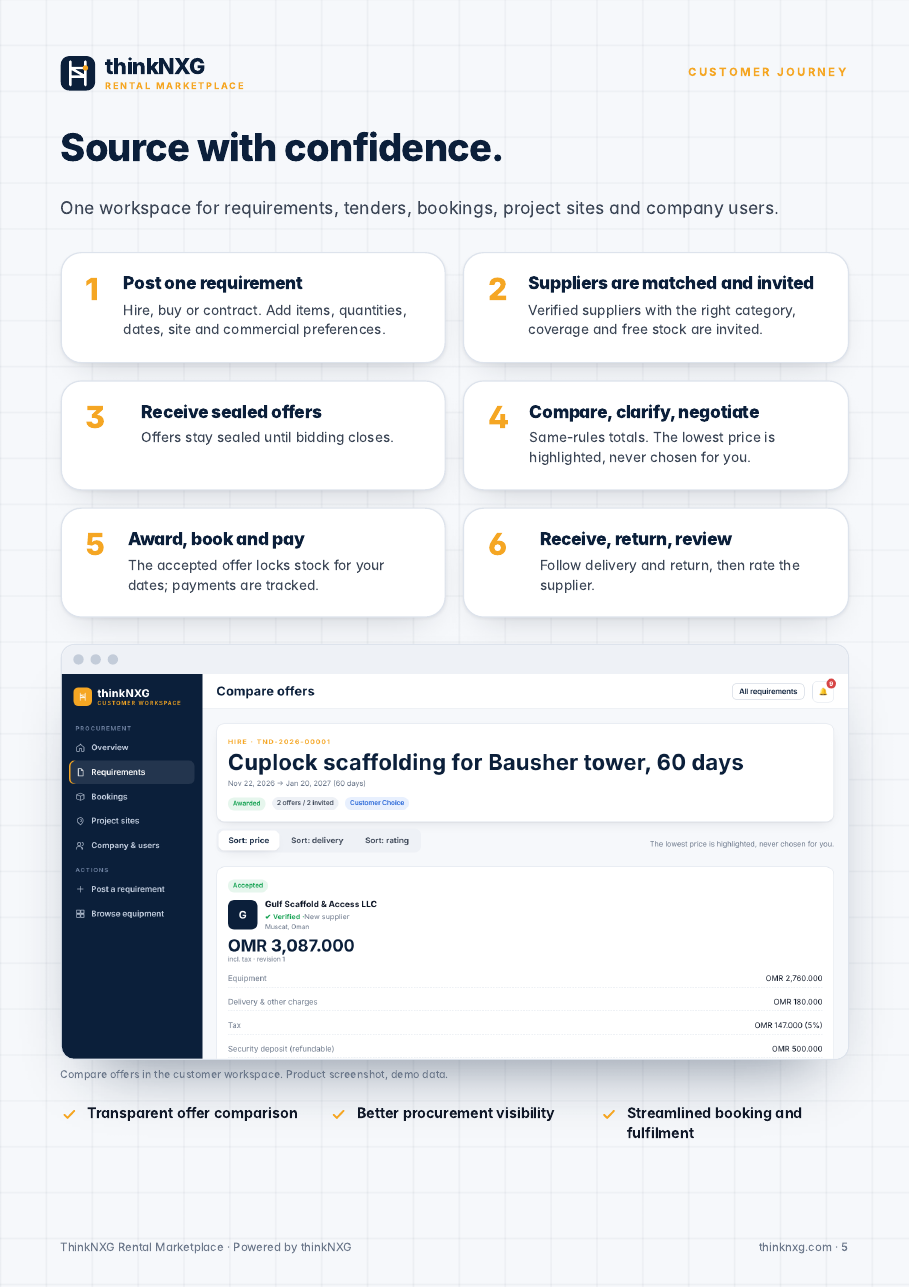 thinkNXG
RENTAL MARKETPLACE
CUSTOMER JOURNEY
Source with confidence.
One workspace for requirements, tenders, bookings, project sites and company users.
1
Post one requirement
Hire, buy or contract. Add items, quantities,
dates, site and commercial preferences.
2
Suppliers are matched and invited
Verified suppliers with the right category,
coverage and free stock are invited.
3
Receive sealed offers
Offers stay sealed until bidding closes.
4
Compare, clarify, negotiate
Same-rules totals. The lowest price is
highlighted, never chosen for you.
5
Award, book and pay
The accepted offer locks stock for your
dates; payments are tracked.
6
Receive, return, review
Follow delivery and return, then rate the
supplier.
thinkNXG
CUSTOMER WORKSPACE
PROCUREMENT
Overview
Requirements
Bookings
Project sites
Company & users
ACTIONS
Post a requirement
Browse equipment
Compare offers
All requirements
9
HIRE · TND-2026-00001
Cuplock scaffolding for Bausher tower, 60 days
Nov 22, 2026 → Jan 20, 2027 (60 days)
Awarded 2 offers / 2 invited Customer Choice
Sort: price Sort: delivery Sort: rating
The lowest price is highlighted, never chosen for you.
Accepted
G
Gulf Scaffold & Access LLC
✔ Verified ·New supplier
Muscat, Oman
OMR 3,087.000
incl. tax · revision 1
Equipment OMR 2,760.000
Delivery & other charges OMR 180.000
Tax OMR 147.000 (5%)
Security deposit (refundable) OMR 500.000
Compare offers in the customer workspace. Product screenshot, demo data.
Transparent offer comparison
Better procurement visibility
Streamlined booking and
fulfilment
ThinkNXG Rental Marketplace · Powered by thinkNXG
thinknxg.com · 5